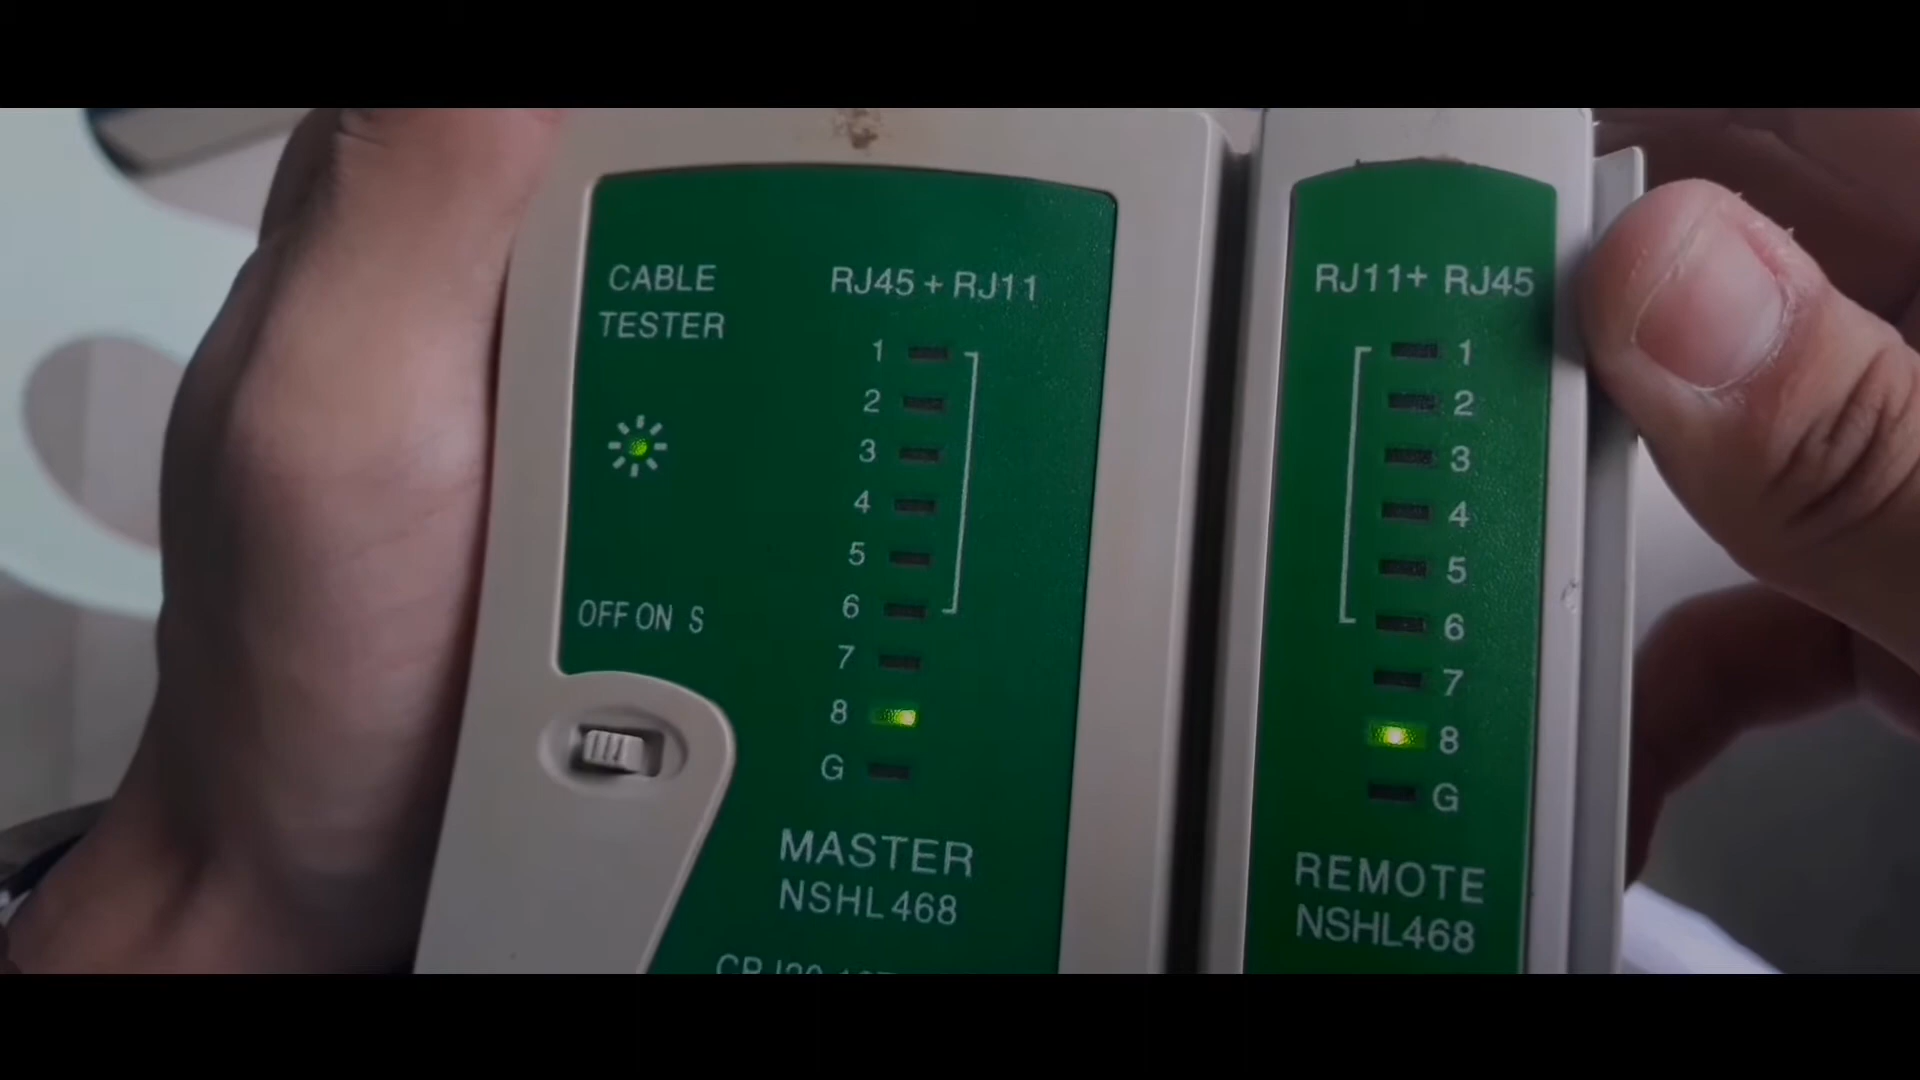 CABLE
TESTER
OFF ON S
RJ45 + RJ11
1
2
3
4
5
6
7
8
G
MASTER
NSHL468
RJ11+ RJ45
1
2
3
4
5
6
7
8
G
REMOTE
NSHL468